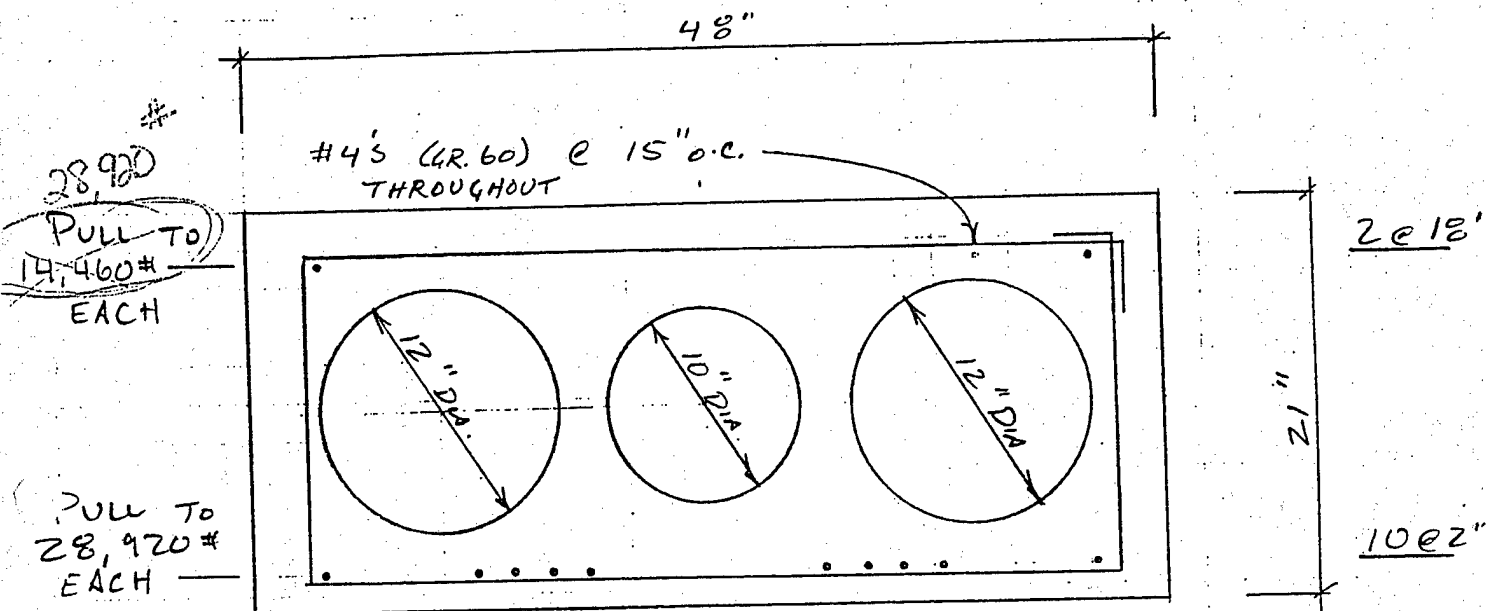 48"
#
28,920
PULL TO
14,460#
EACH
#4'S (GR. 60) @ 15" O.C.
THROUGHOUT
2 @ 18"
12" DIA.
10" DIA.
12" DIA
21"
PULL TO
28,920#
EACH
10 @ 2"